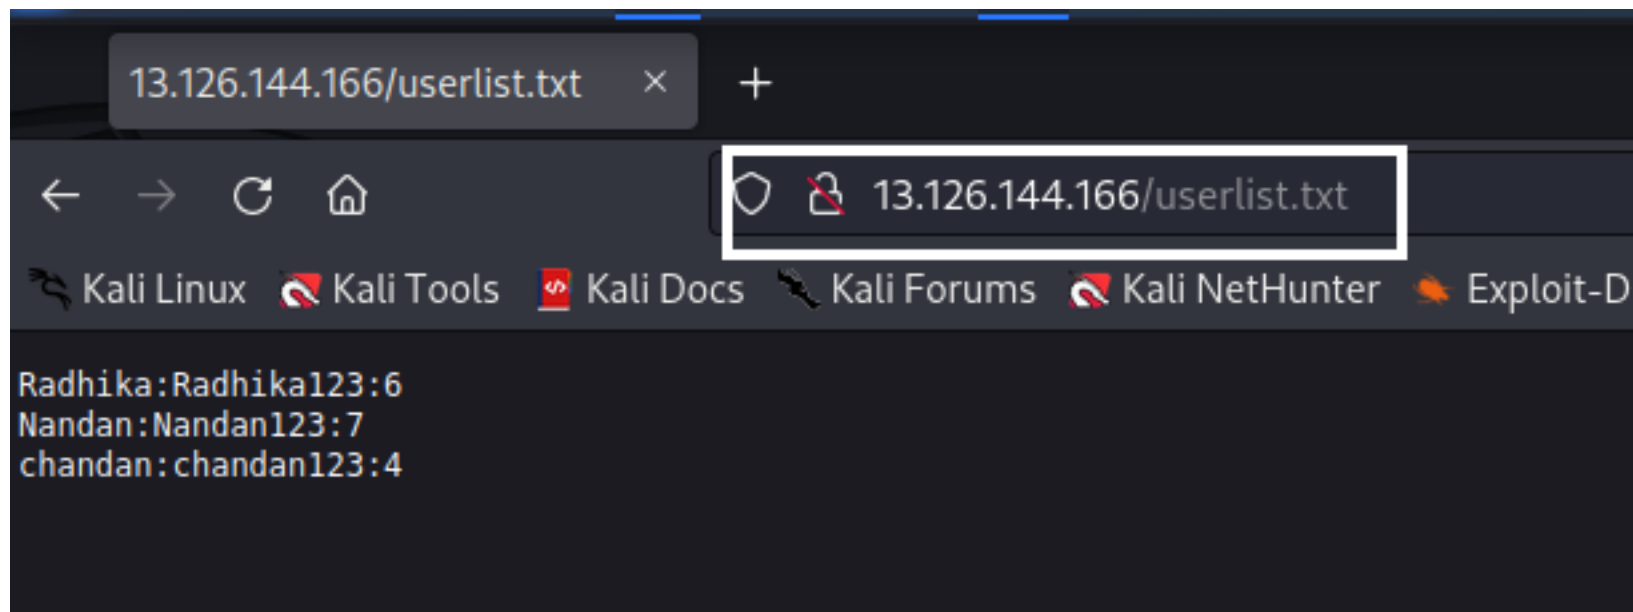 13.126.144.166/userlist.txt
13.126.144.166/userlist.txt
Kali Linux Kali Tools Kali Docs Kali Forums Kali NetHunter Exploit-D
Radhika:Radhika123:6
Nandan:Nandan123:7
chandan:chandan123:4